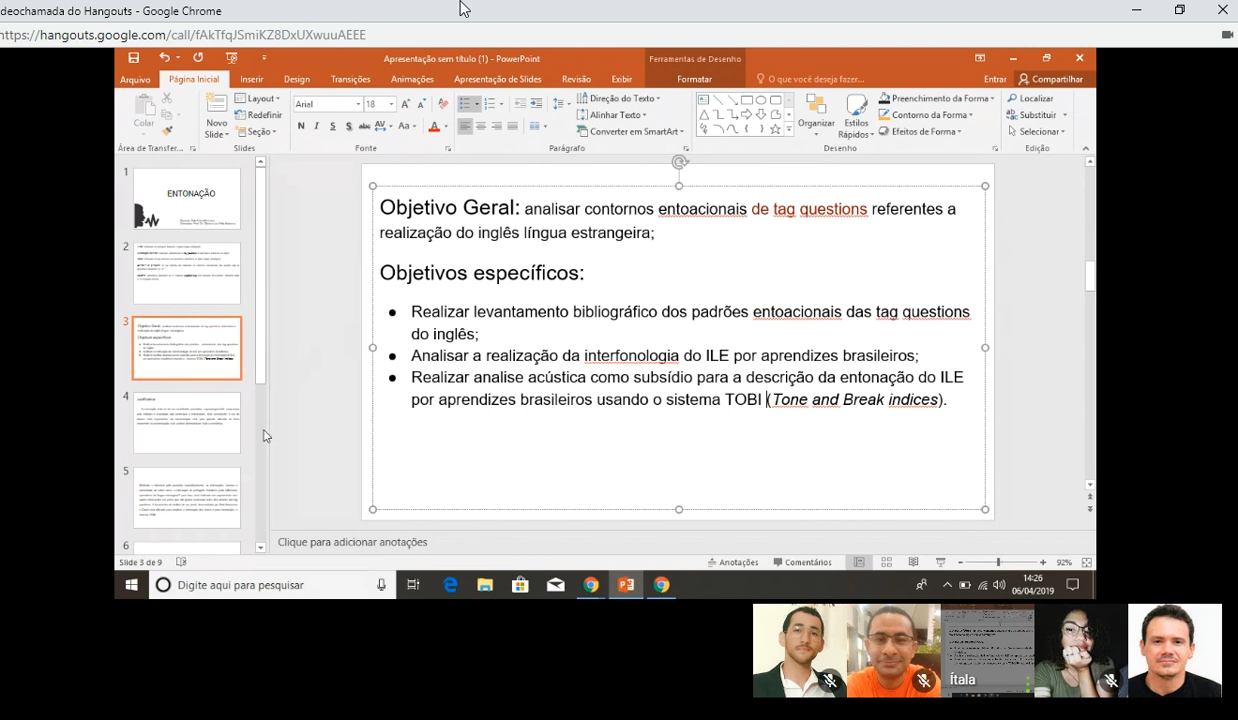 deochamada do Hangouts - Google Chrome
https://hangouts.google.com/call/fAkTfqJSmiKZ8DxUXwuuAEEE
Apresentação sem título (1) - PowerPoint
Ferramentas de Desenho
Arquivo
Página Inicial
Inserir
Design
Transições
Animações
Apresentação de Slides
Revisão
Exibir
Formatar
O que você deseja fazer...
Entrar
Compartilhar
Colar
Novo Slide
Layout
Redefinir
Seção
Arial
18
Direção do Texto
Alinhar Texto
Converter em SmartArt
Organizar
Estilos Rápidos
Preenchimento da Forma
Contorno da Forma
Efeitos de Forma
Localizar
Substituir
Selecionar
Área de Transfer...
Slides
Fonte
Parágrafo
Desenho
Edição
1
ENTONAÇÃO
2
3
4
5
6
Objetivo Geral: analisar contornos entoacionais de tag questions referentes a
realização do inglês língua estrangeira;
Objetivos específicos:
● Realizar levantamento bibliográfico dos padrões entoacionais das tag questions
do inglês;
● Analisar a realização da interfonologia do ILE por aprendizes brasileiros;
● Realizar analise acústica como subsídio para a descrição da entonação do ILE
por aprendizes brasileiros usando o sistema TOBI (Tone and Break indices).
Clique para adicionar anotações
Slide 3 de 9
Anotações
Comentários
92%
Digite aqui para pesquisar
14:26
06/04/2019
Ítala